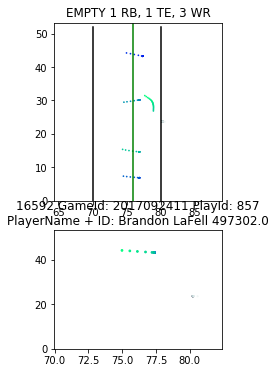 EMPTY 1 RB, 1 TE, 3 WR
50
40
30
20
10
0
65 70 75 80 85
16592 GameId: 2017092411 PlayId: 857
PlayerName + ID: Brandon LaFell 497302.0
40
20
0
70.0 72.5 75.0 77.5 80.0